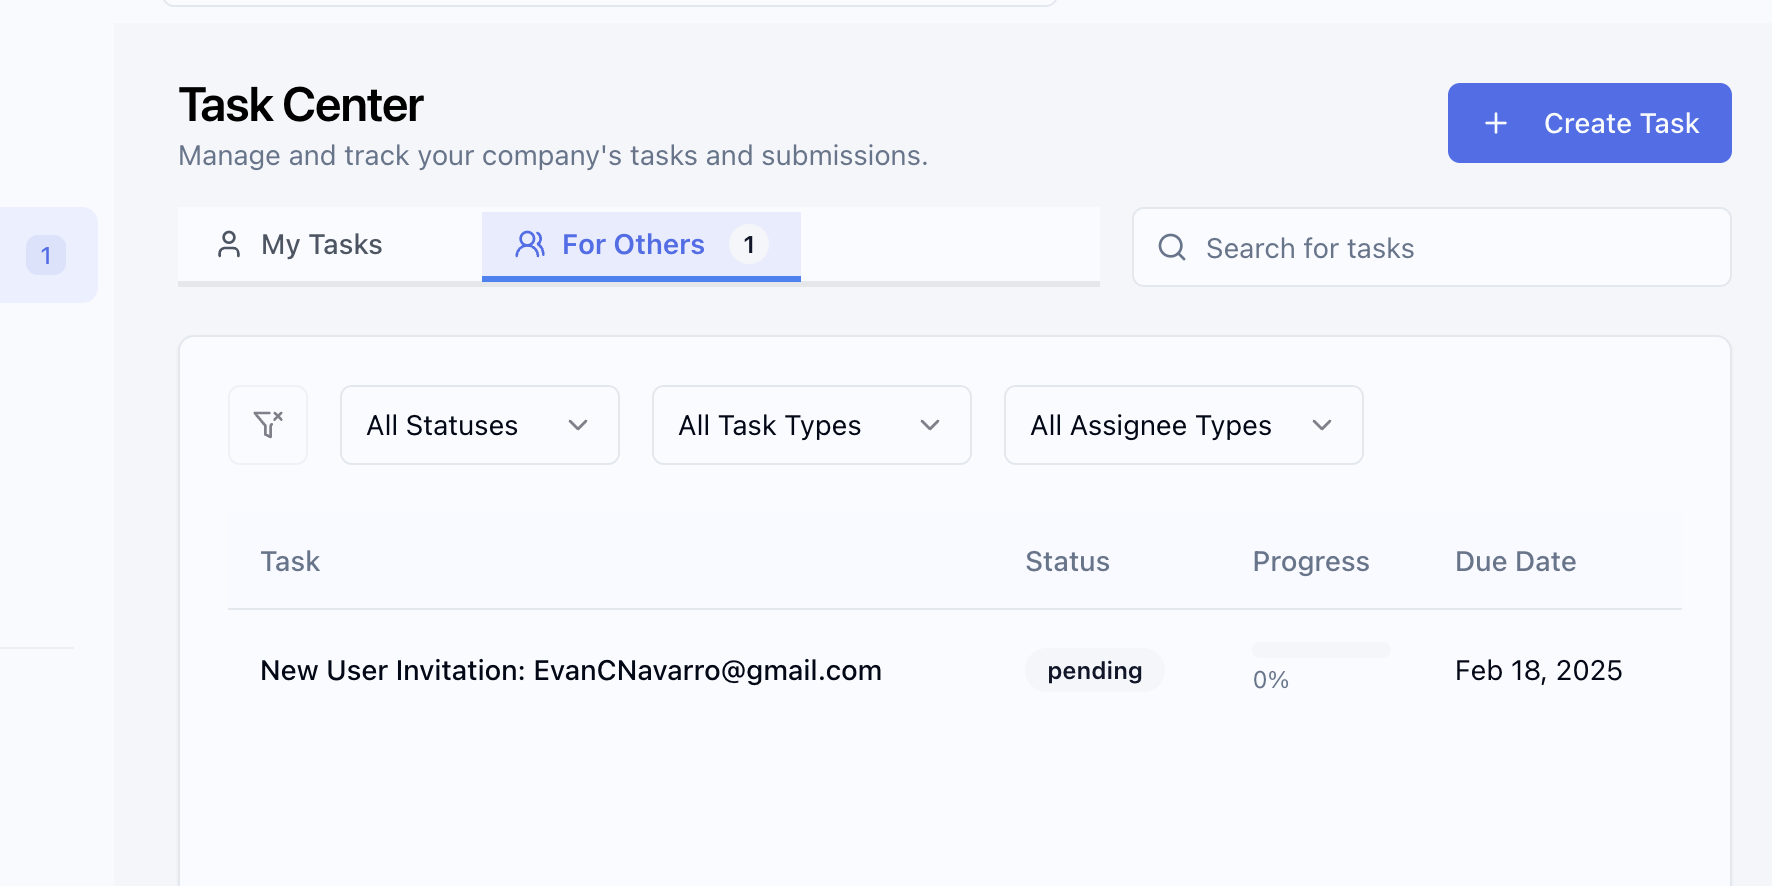 Task Center
Create Task
Manage and track your company's tasks and submissions.
1
My Tasks
For Others 1
Search for tasks
All Statuses
All Task Types
All Assignee Types
Task Status Progress Due Date
New User Invitation: EvanCNavarro@gmail.com pending 0% Feb 18, 2025